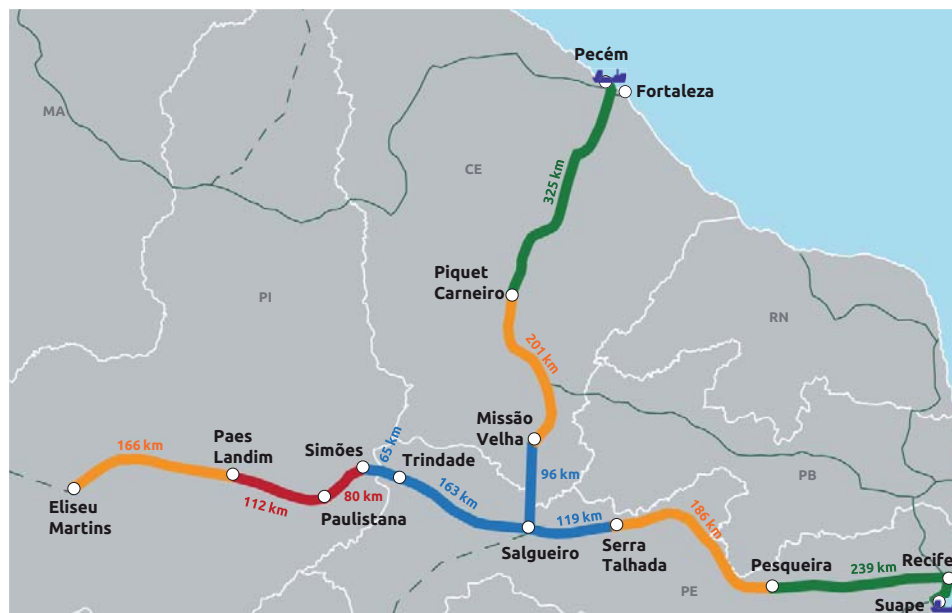 Pecém
Fortaleza
MA
CE
325 km
Piquet
Carneiro
PI
RN
201 km
Missão
Velha
Paes
Landim
166 km
Simões
65 km
Trindade
96 km
PB
Eliseu
Martins
112 km
80 km
Paulistana
163 km
119 km
186 km
Salgueiro
Serra
Talhada
Pesqueira
239 km
Recife
PE
Suape